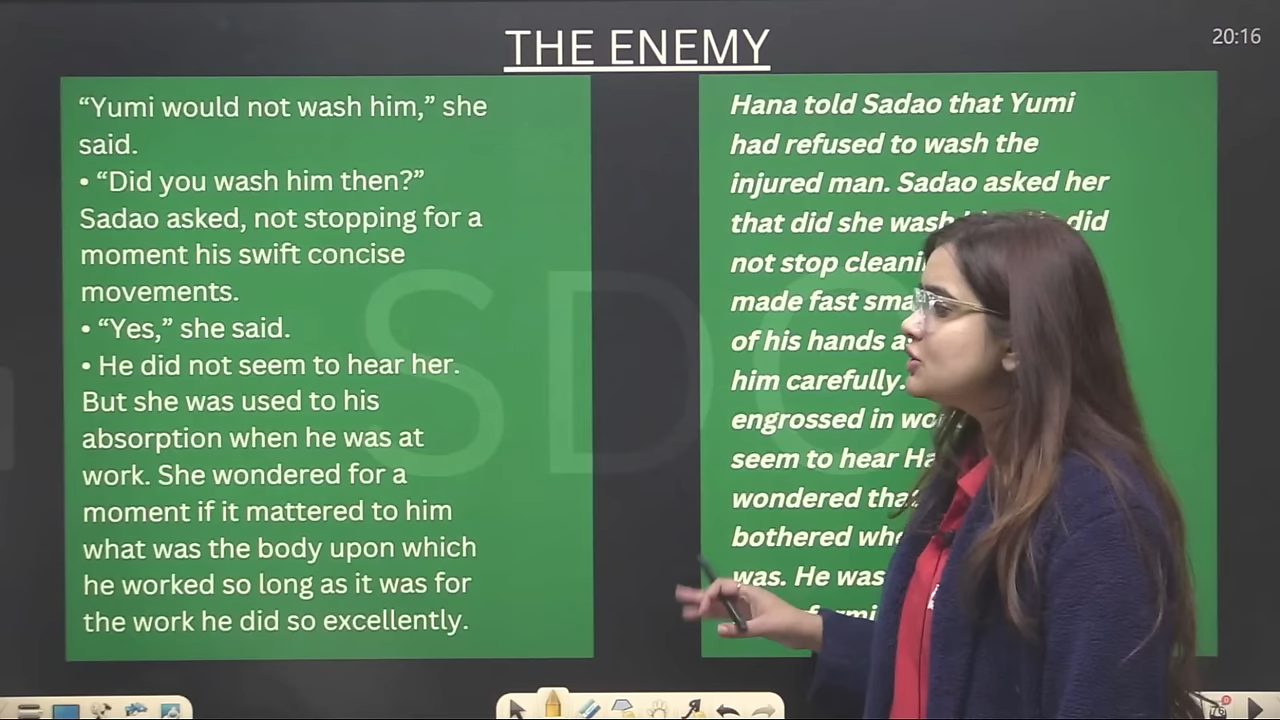 THE ENEMY
20:16
“Yumi would not wash him,” she
said.
• “Did you wash him then?”
Sadao asked, not stopping for a
moment his swift concise
movements.
• “Yes,” she said.
• He did not seem to hear her.
But she was used to his
absorption when he was at
work. She wondered for a
moment if it mattered to him
what was the body upon which
he worked so long as it was for
the work he did so excellently.
Hana told Sadao that Yumi
had refused to wash the
injured man. Sadao asked her
that did she wash did
not stop
made fast
of his hands
him carefully.
engrossed in
seem to hear
wondered
bothered
was. He was
SDC